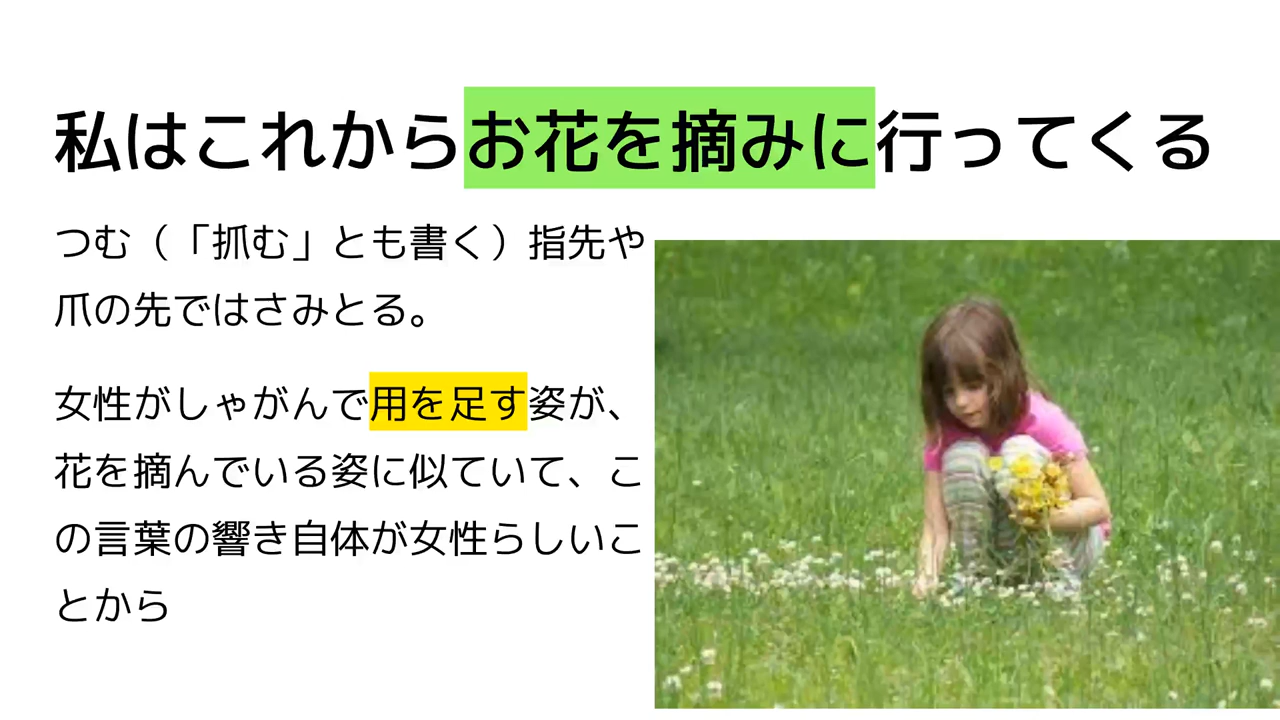 私はこれからお花を摘みに行ってくる
つむ（「抓む」とも書く）指先や
爪の先ではさみとる。
女性がしゃがんで用を足す姿が、
花を摘んでいる姿に似ていて、こ
の言葉の響き自体が女性らしいこ
とから